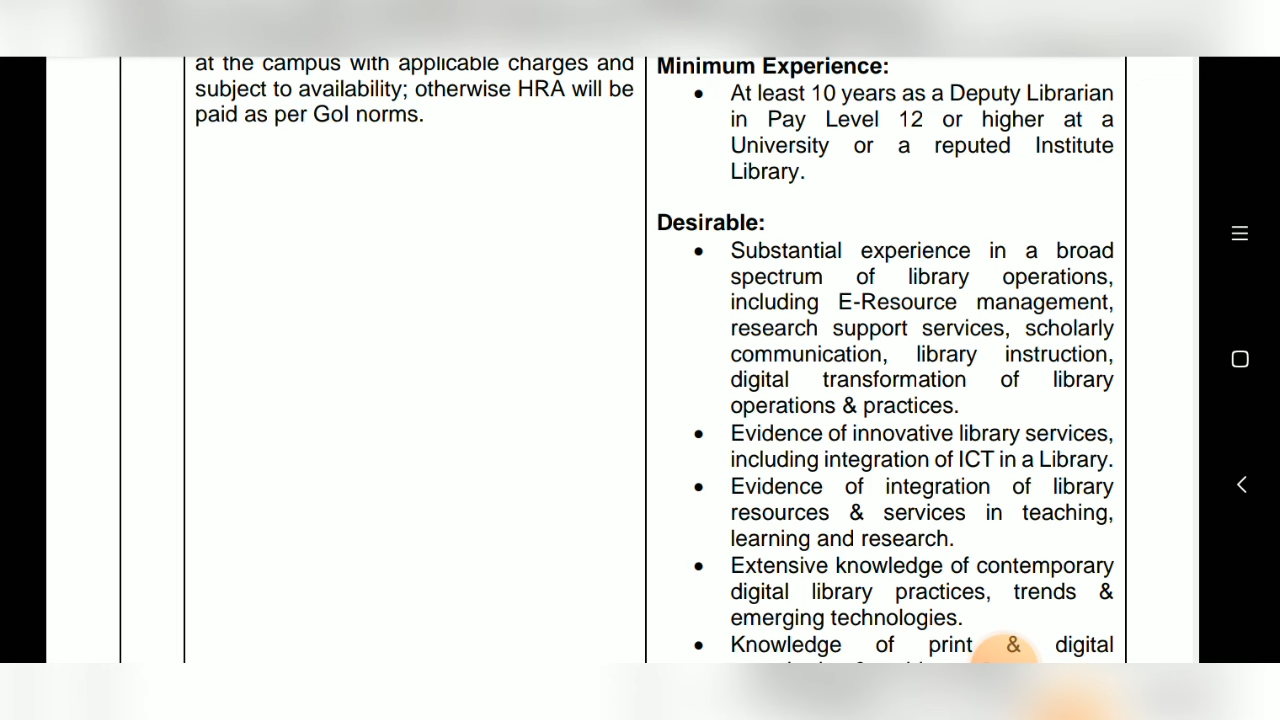 at the campus with applicable charges and
subject to availability; otherwise HRA will be
paid as per GoI norms.
Minimum Experience:
• At least 10 years as a Deputy Librarian
in Pay Level 12 or higher at a
University or a reputed Institute
Library.
Desirable:
• Substantial experience in a broad
spectrum of library operations,
including E-Resource management,
research support services, scholarly
communication, library instruction,
digital transformation of library
operations & practices.
• Evidence of innovative library services,
including integration of ICT in a Library.
• Evidence of integration of library
resources & services in teaching,
learning and research.
• Extensive knowledge of contemporary
digital library practices, trends &
emerging technologies.
• Knowledge of print & digital